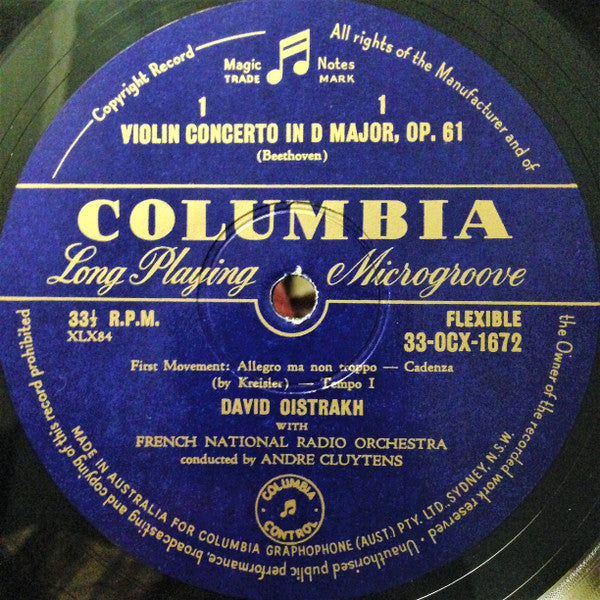 Magic Notes
TRADE MARK
1 1
VIOLIN CONCERTO IN D MAJOR, OP. 61
(Beethoven)
COLUMBIA
Long Playing Microgroove
33⅓ R.P.M. FLEXIBLE
XLX84 33-OCX-1672
First Movement: Allegro ma non troppo — Cadenza
(by Kreisler) — Tempo I
DAVID OISTRAKH
WITH
FRENCH NATIONAL RADIO ORCHESTRA
conducted by ANDRE CLUYTENS
COLUMBIA
CONTROL
MADE IN AUSTRALIA FOR COLUMBIA GRAPHOPHONE (AUST) PTY. LTD. SYDNEY, N.S.W.
Copyright Record
All rights of the Manufacturer and of the Owner of the recorded work reserved · Unauthorised public performance, broadcasting and copying of this record prohibited